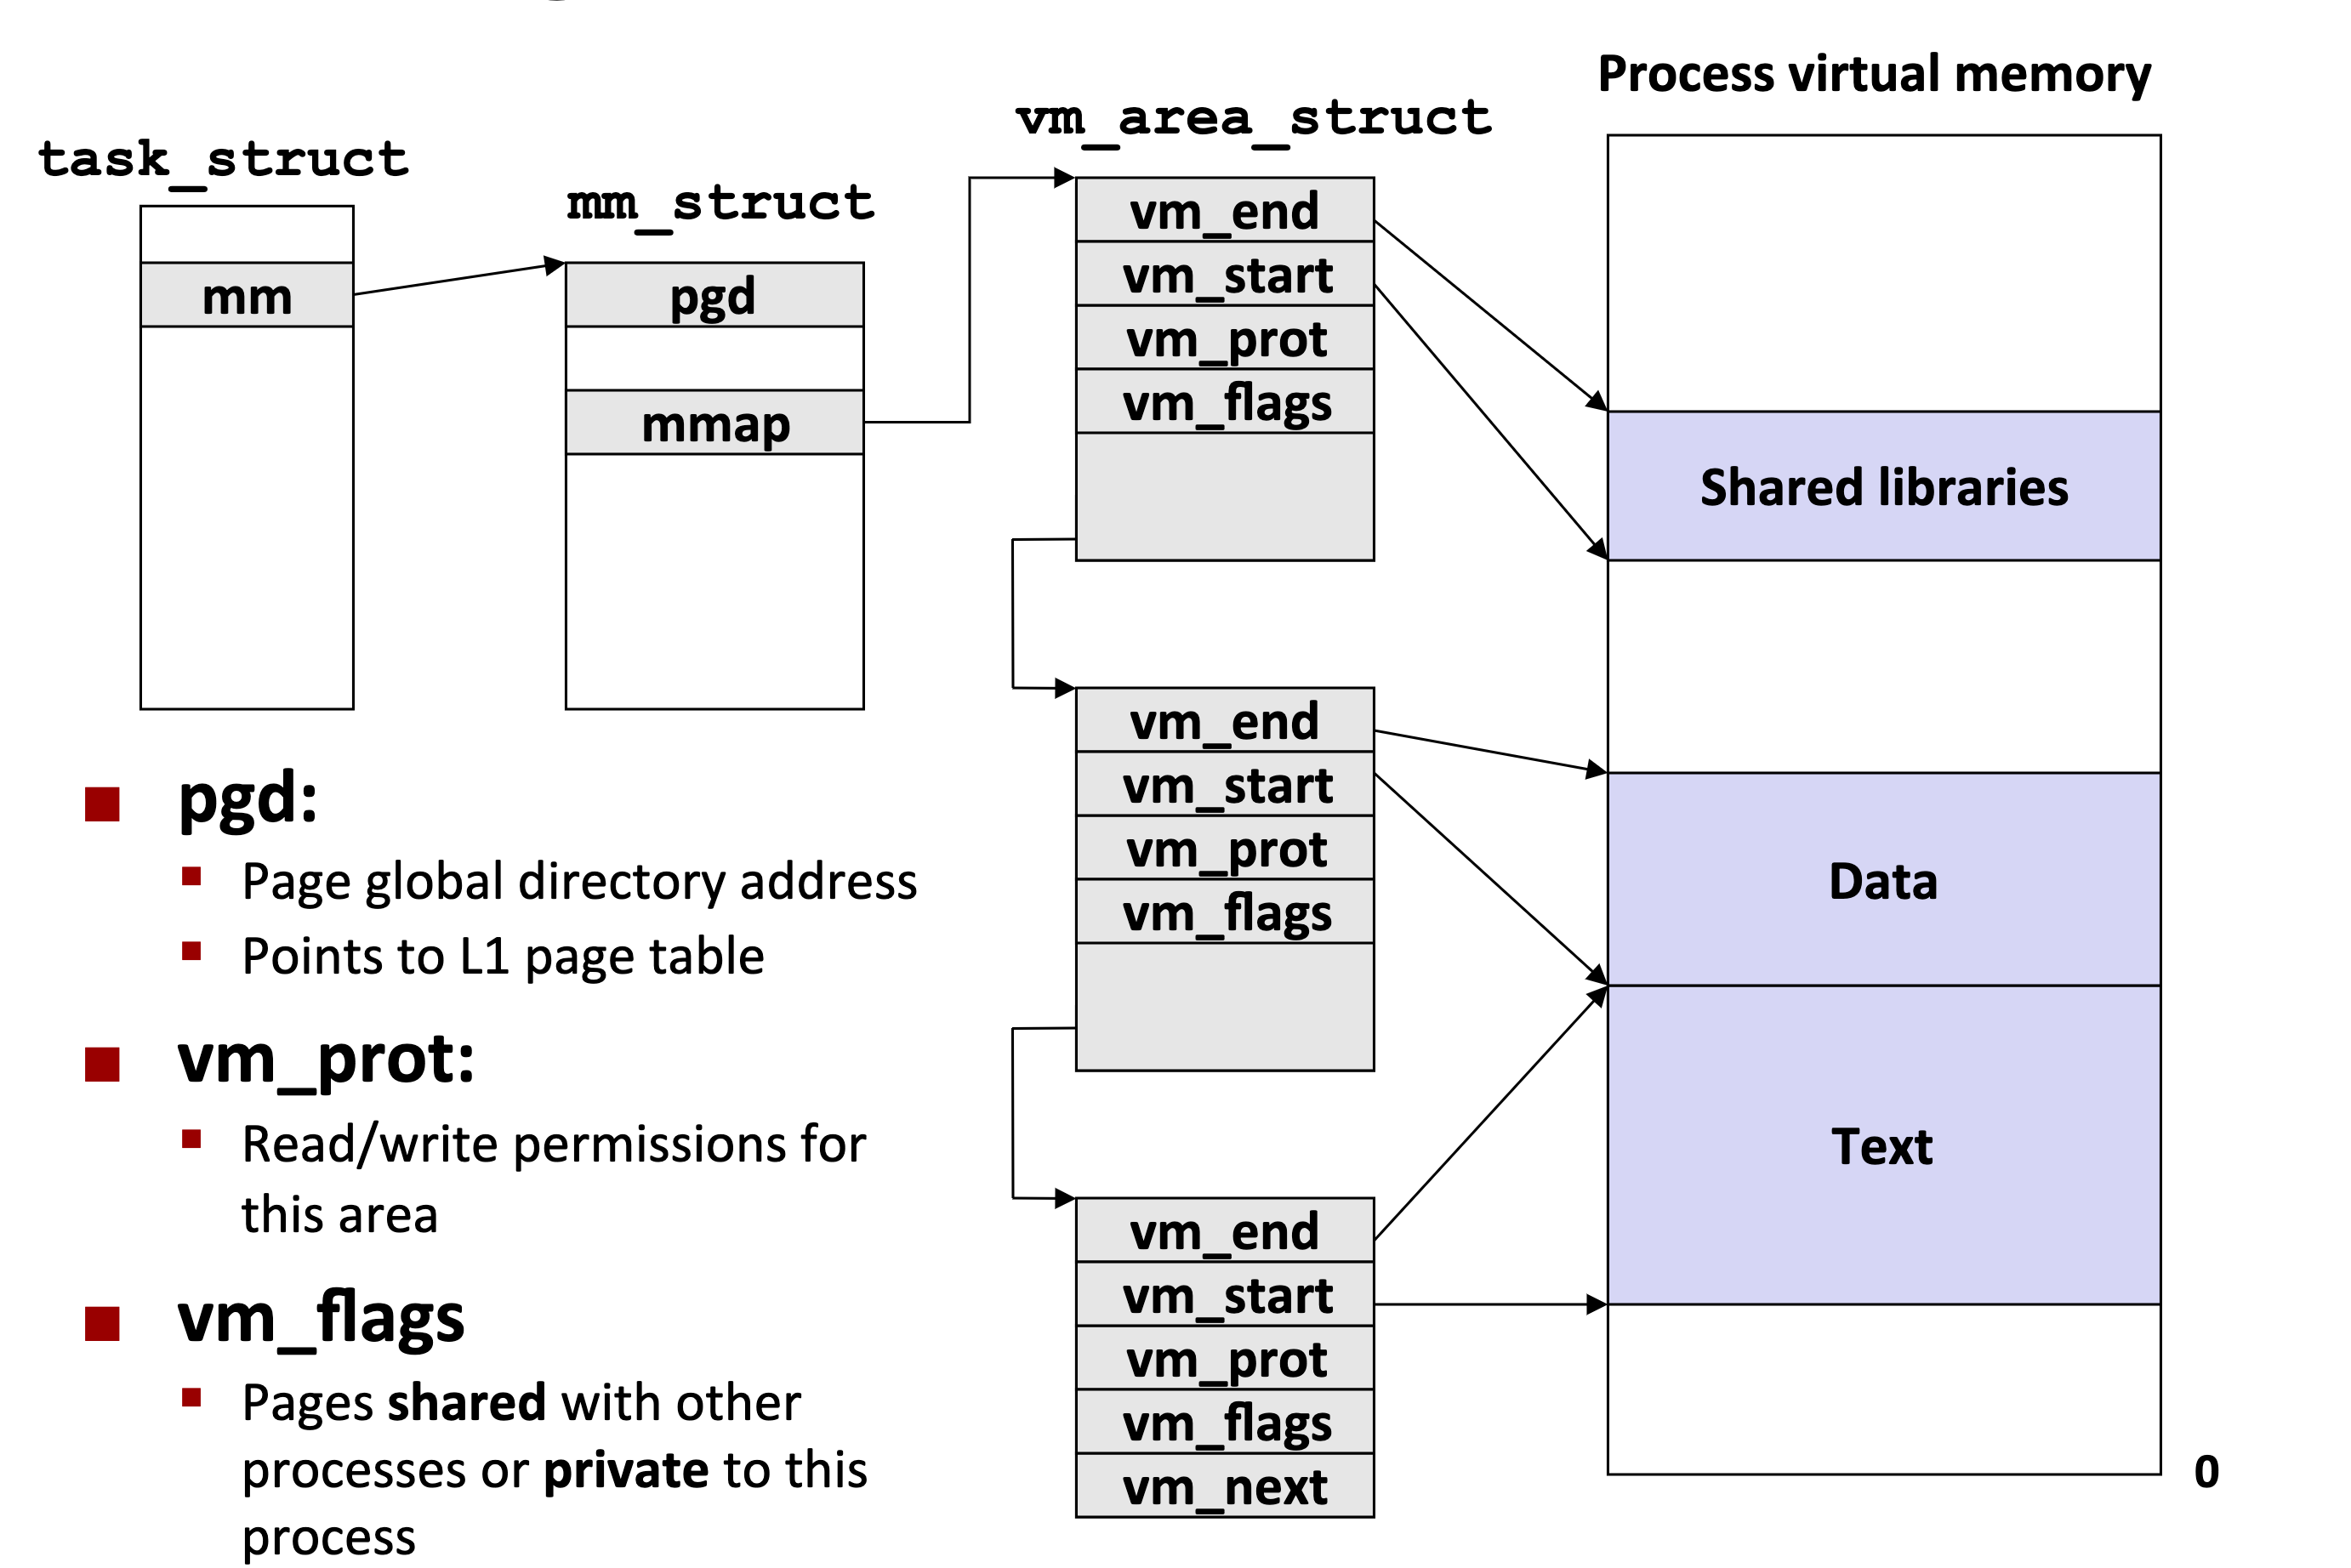 Process virtual memory
vm_area_struct
task_struct
mm_struct
mm
pgd
mmap
vm_end
vm_start
vm_prot
vm_flags
Shared libraries
vm_end
vm_start
vm_prot
vm_flags
Data
Text
vm_end
vm_start
vm_prot
vm_flags
vm_next
0
pgd:
Page global directory address
Points to L1 page table
vm_prot:
Read/write permissions for
this area
vm_flags
Pages shared with other
processes or private to this
process